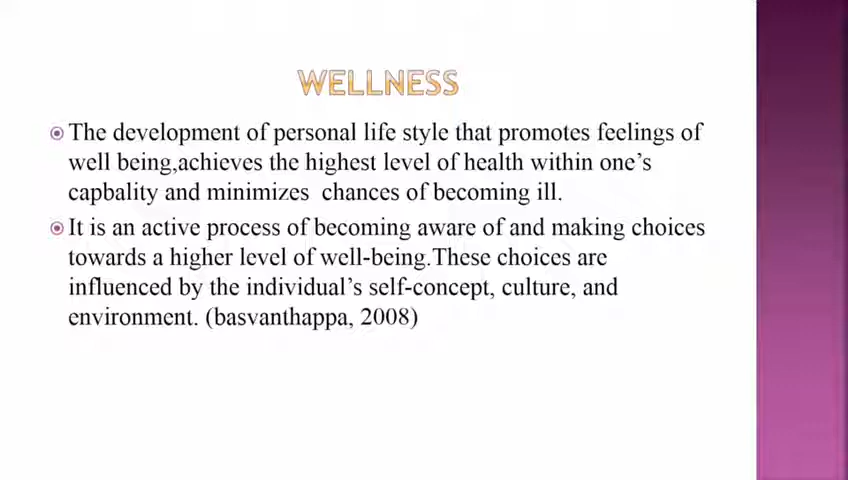 WELLNESS
The development of personal life style that promotes feelings of
well being,achieves the highest level of health within one's
capbality and minimizes chances of becoming ill.
It is an active process of becoming aware of and making choices
towards a higher level of well-being.These choices are
influenced by the individual's self-concept, culture, and
environment. (basvanthappa, 2008)